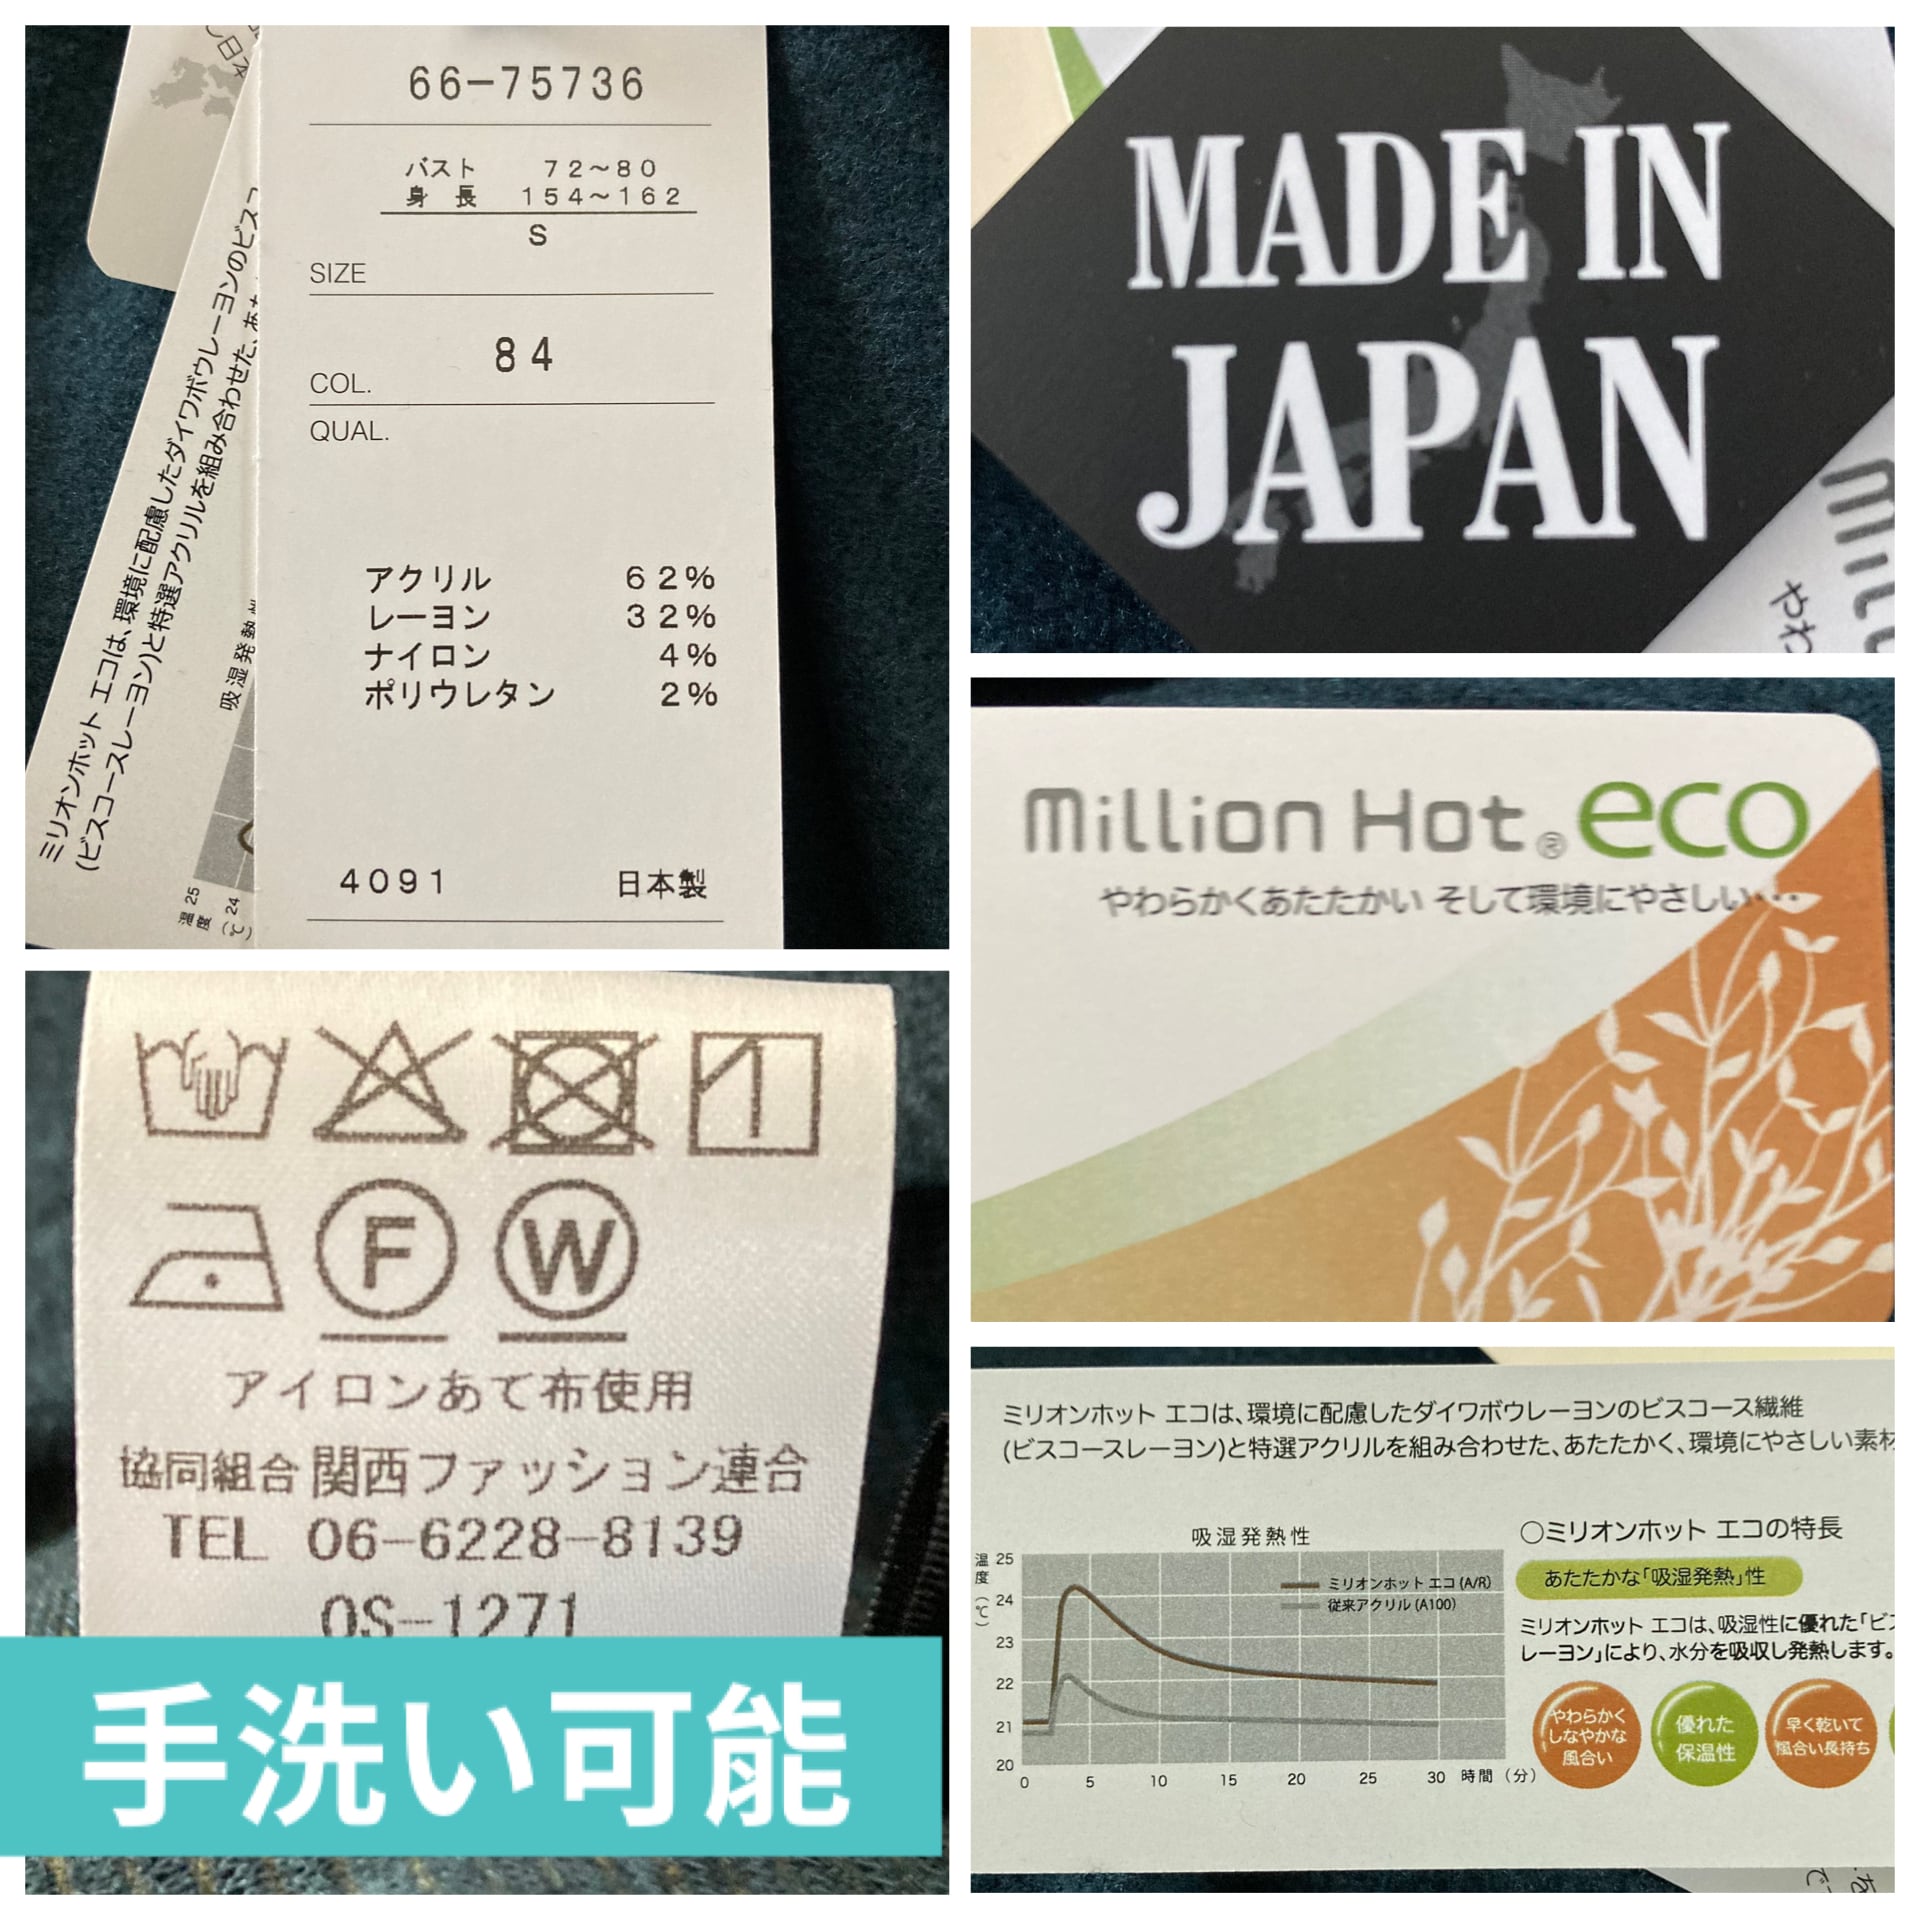 66-75736
バスト 72~80
身長 154~162
S
SIZE
84
COL.
QUAL.
アクリル 62%
レーヨン 32%
ナイロン 4%
ポリウレタン 2%
4091 日本製
ミリオンホット エコは、環境に配慮したダイワボウレーヨンのビスコ
(ビスコースレーヨン)と特選アクリルを組み合わせた、あた
吸湿発熱性
温度(℃)
25
24
MADE IN
JAPAN
Mill
やわ
Million Hot® eco
やわらかくあたたかい そして環境にやさしい・・・
F
W
アイロンあて布使用
協同組合 関西ファッション連合
TEL 06-6228-8139
OS-1271
手洗い可能
ミリオンホット エコは、環境に配慮したダイワボウレーヨンのビスコース繊維
(ビスコースレーヨン)と特選アクリルを組み合わせた、あたたかく、環境にやさしい素材
吸湿発熱性
温度(℃)
25
24
23
22
21
20
0 5 10 15 20 25 30 時間(分)
ミリオンホット エコ(A/R)
従来アクリル(A100)
○ミリオンホット エコの特長
あたたかな「吸湿発熱」性
ミリオンホット エコは、吸湿性に優れた「ビス
レーヨン」により、水分を吸収し発熱します。
やわらかく
しなやかな
風合い
優れた
保温性
早く乾いて
風合い長持ち